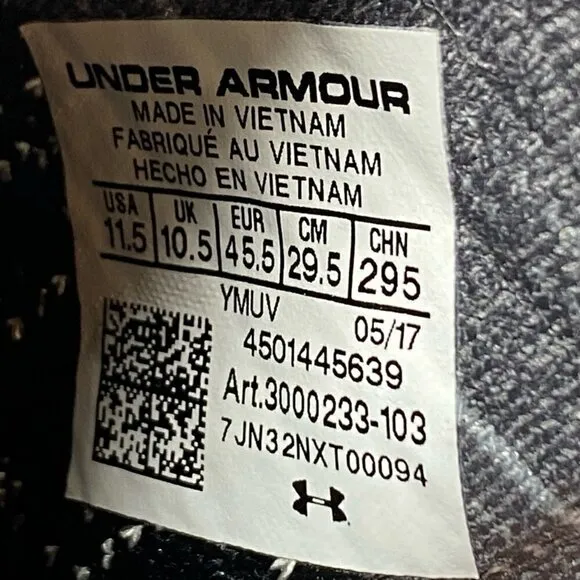 UNDER ARMOUR
MADE IN VIETNAM
FABRIQUÉ AU VIETNAM
HECHO EN VIETNAM
USA UK EUR CM CHN
11.5 10.5 45.5 29.5 295
YMUV 05/17
4501445639
Art.3000233-103
7JN32NXT00094